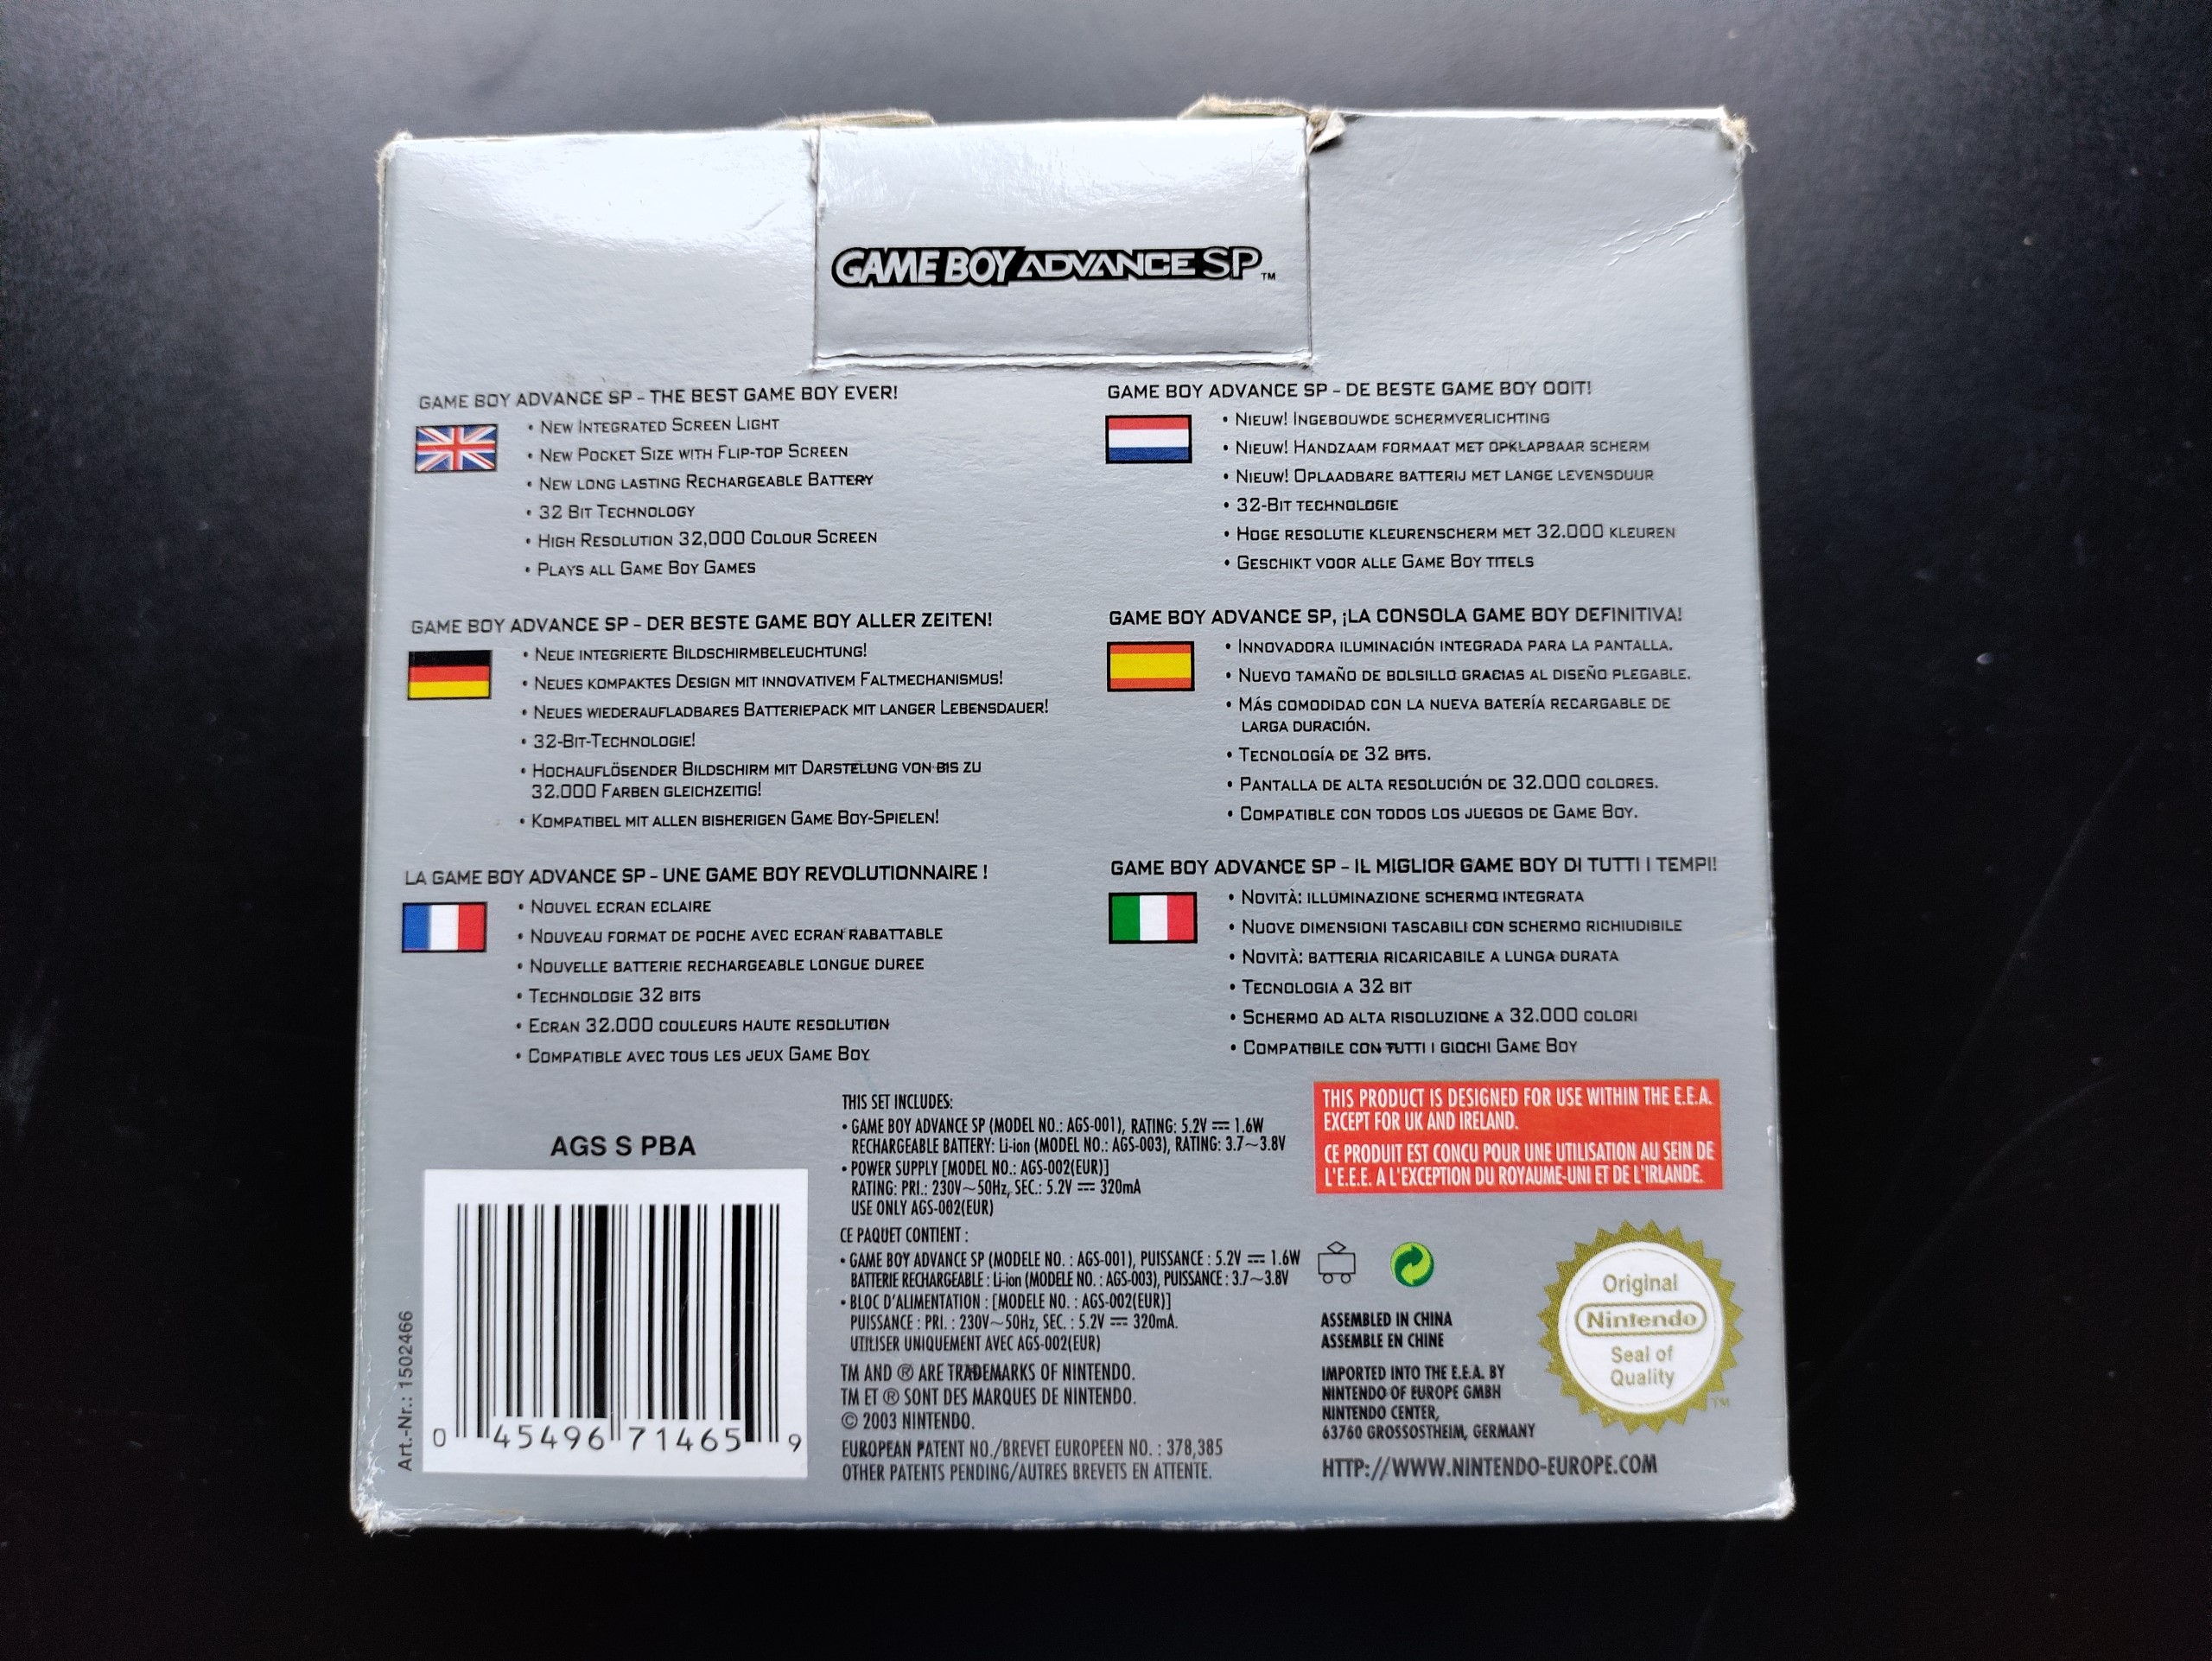 GAME BOY ADVANCE SP™
GAME BOY ADVANCE SP - THE BEST GAME BOY EVER!
• NEW INTEGRATED SCREEN LIGHT
• NEW POCKET SIZE WITH FLIP-TOP SCREEN
• NEW LONG LASTING RECHARGEABLE BATTERY
• 32 BIT TECHNOLOGY
• HIGH RESOLUTION 32,000 COLOUR SCREEN
• PLAYS ALL GAME BOY GAMES
GAME BOY ADVANCE SP - DER BESTE GAME BOY ALLER ZEITEN!
• NEUE INTEGRIERTE BILDSCHIRMBELEUCHTUNG!
• NEUES KOMPAKTES DESIGN MIT INNOVATIVEM FALTMECHANISMUS!
• NEUES WIEDERAUFLADBARES BATTERIEPACK MIT LANGER LEBENSDAUER!
• 32-BIT-TECHNOLOGIE!
• HOCHAUFLÖSENDER BILDSCHIRM MIT DARSTELUNG VON BIS ZU
32.000 FARBEN GLEICHZEITIG!
• KOMPATIBEL MIT ALLEN BISHERIGEN GAME BOY-SPIELEN!
LA GAME BOY ADVANCE SP - UNE GAME BOY REVOLUTIONNAIRE !
• NOUVEL ECRAN ECLAIRE
• NOUVEAU FORMAT DE POCHE AVEC ECRAN RABATTABLE
• NOUVELLE BATTERIE RECHARGEABLE LONGUE DUREE
• TECHNOLOGIE 32 BITS
• ECRAN 32.000 COULEURS HAUTE RESOLUTION
• COMPATIBLE AVEC TOUS LES JEUX GAME BOY
GAME BOY ADVANCE SP - DE BESTE GAME BOY OOIT!
• NIEUW! INGEBOUWDE SCHERMVERLICHTING
• NIEUW! HANDZAAM FORMAAT MET OPKLAPBAAR SCHERM
• NIEUW! OPLAADBARE BATTERIJ MET LANGE LEVENSDUUR
• 32-BIT TECHNOLOGIE
• HOGE RESOLUTIE KLEURENSCHERM MET 32.000 KLEUREN
• GESCHIKT VOOR ALLE GAME BOY TITELS
GAME BOY ADVANCE SP, ¡LA CONSOLA GAME BOY DEFINITIVA!
• INNOVADORA ILUMINACIÓN INTEGRADA PARA LA PANTALLA.
• NUEVO TAMAÑO DE BOLSILLO GRACIAS AL DISEÑO PLEGABLE.
• MÁS COMODIDAD CON LA NUEVA BATERÍA RECARGABLE DE
LARGA DURACIÓN.
• TECNOLOGÍA DE 32 BITS.
• PANTALLA DE ALTA RESOLUCIÓN DE 32.000 COLORES.
• COMPATIBLE CON TODOS LOS JUEGOS DE GAME BOY.
GAME BOY ADVANCE SP - IL MIGLIOR GAME BOY DI TUTTI I TEMPI!
• NOVITÀ: ILLUMINAZIONE SCHERMO INTEGRATA
• NUOVE DIMENSIONI TASCABILI CON SCHERMO RICHIUDIBILE
• NOVITÀ: BATTERIA RICARICABILE A LUNGA DURATA
• TECNOLOGIA A 32 BIT
• SCHERMO AD ALTA RISOLUZIONE A 32.000 COLORI
• COMPATIBILE CON TUTTI I GIOCHI GAME BOY
AGS S PBA
0 45496 71465 9
Art.-Nr.: 1502466
THIS SET INCLUDES:
• GAME BOY ADVANCE SP (MODEL NO.: AGS-001), RATING: 5.2V ⎓ 1.6W
RECHARGEABLE BATTERY: Li-ion (MODEL NO.: AGS-003), RATING: 3.7~3.8V
• POWER SUPPLY [MODEL NO.: AGS-002(EUR)]
RATING: PRI.: 230V~50Hz, SEC.: 5.2V ⎓ 320mA
USE ONLY AGS-002(EUR)
CE PAQUET CONTIENT :
• GAME BOY ADVANCE SP (MODELE NO. : AGS-001), PUISSANCE : 5.2V ⎓ 1.6W
BATTERIE RECHARGEABLE : Li-ion (MODELE NO. : AGS-003), PUISSANCE : 3.7~3.8V
• BLOC D'ALIMENTATION : [MODELE NO. : AGS-002(EUR)]
PUISSANCE : PRI. : 230V~50Hz, SEC. : 5.2V ⎓ 320mA.
UTILISER UNIQUEMENT AVEC AGS-002(EUR)
TM AND ® ARE TRADEMARKS OF NINTENDO.
TM ET ® SONT DES MARQUES DE NINTENDO.
© 2003 NINTENDO.
EUROPEAN PATENT NO./BREVET EUROPEEN NO. : 378,385
OTHER PATENTS PENDING/AUTRES BREVETS EN ATTENTE.
THIS PRODUCT IS DESIGNED FOR USE WITHIN THE E.E.A.
EXCEPT FOR UK AND IRELAND.
CE PRODUIT EST CONCU POUR UNE UTILISATION AU SEIN DE
L'E.E.E. A L'EXCEPTION DU ROYAUME-UNI ET DE L'IRLANDE.
ASSEMBLED IN CHINA
ASSEMBLE EN CHINE
IMPORTED INTO THE E.E.A. BY
NINTENDO OF EUROPE GMBH
NINTENDO CENTER,
63760 GROSSOSTHEIM, GERMANY
HTTP://WWW.NINTENDO-EUROPE.COM
Original
Nintendo
Seal of
Quality
TM